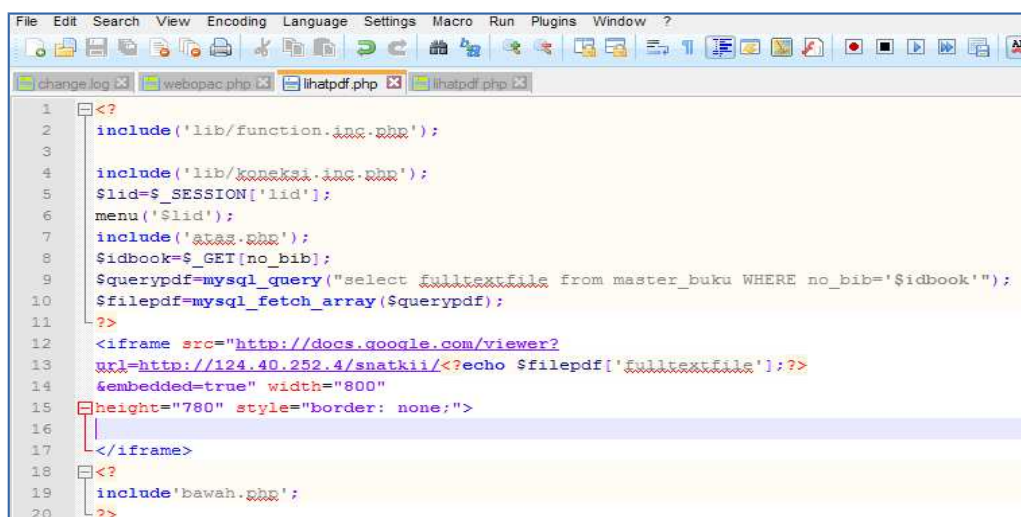 File Edit Search View Encoding Language Settings Macro Run Plugins Window ?
change.log webopac.php lihatpdf.php lihatpdf.php
1 <?
2 include('lib/function.inc.php');
3
4 include('lib/koneksi.inc.php');
5 $lid=$_SESSION['lid'];
6 menu('$lid');
7 include('atas.php');
8 $idbook=$_GET[no_bib];
9 $querypdf=mysql_query("select fulltextfile from master_buku WHERE no_bib='$idbook'");
10 $filepdf=mysql_fetch_array($querypdf);
11 ?>
12 <iframe src="http://docs.google.com/viewer?
13 url=http://124.40.252.4/snatkii/<?echo $filepdf['fulltextfile'];?>
14 &embedded=true" width="800"
15 height="780" style="border: none;">
16
17 </iframe>
18 <?
19 include'bawah.php';
20 ?>